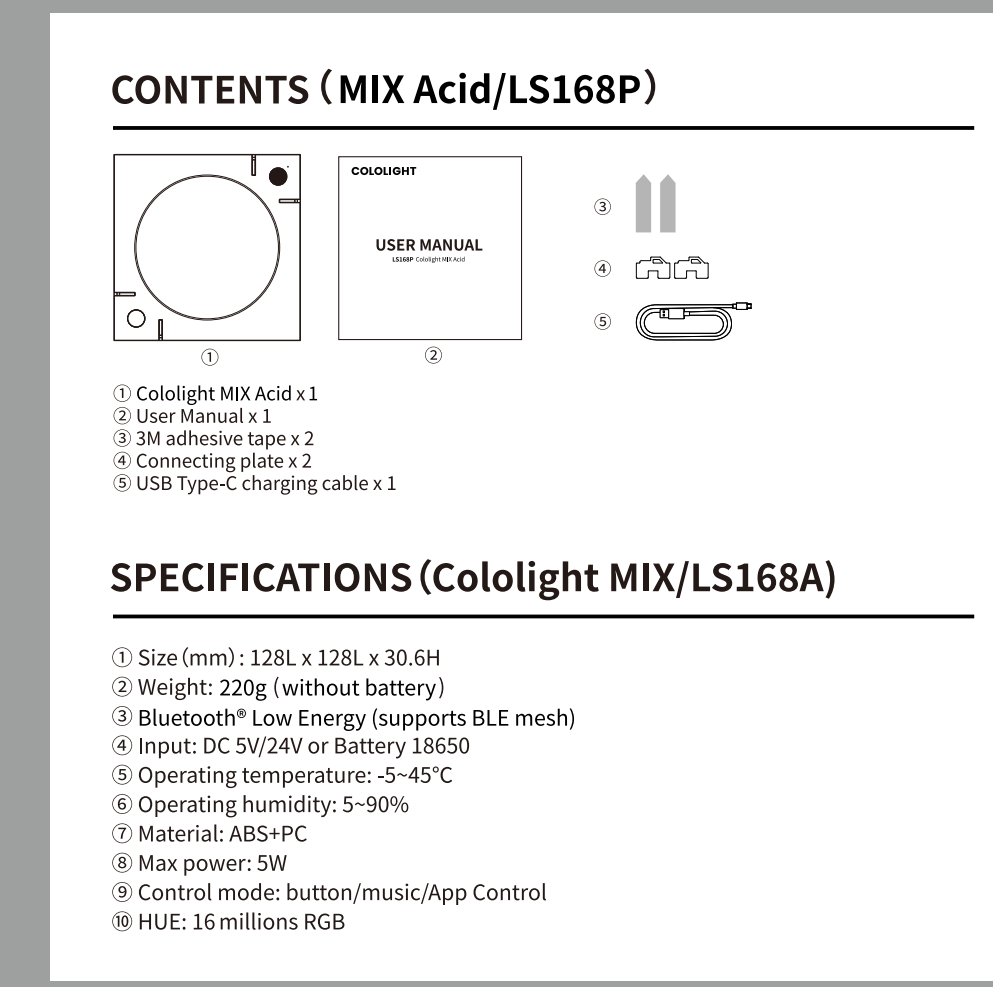 CONTENTS (MIX Acid/LS168P)
COLOLIGHT
USER MANUAL
LS168P Cololight MIX Acid
③
④
⑤
①
②
① Cololight MIX Acid x 1
② User Manual x 1
③ 3M adhesive tape x 2
④ Connecting plate x 2
⑤ USB Type-C charging cable x 1
SPECIFICATIONS (Cololight MIX/LS168A)
① Size (mm) : 128L x 128L x 30.6H
② Weight: 220g (without battery)
③ Bluetooth® Low Energy (supports BLE mesh)
④ Input: DC 5V/24V or Battery 18650
⑤ Operating temperature: -5~45°C
⑥ Operating humidity: 5~90%
⑦ Material: ABS+PC
⑧ Max power: 5W
⑨ Control mode: button/music/App Control
⑩ HUE: 16 millions RGB